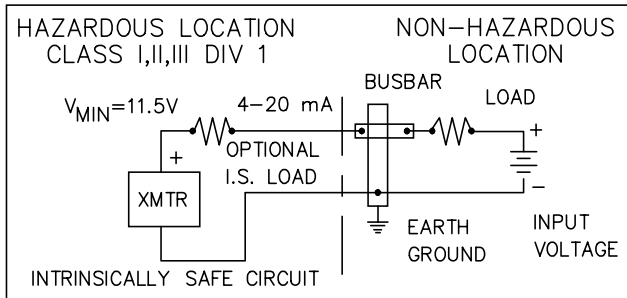 HAZARDOUS LOCATION
CLASS I,II,III DIV 1
NON-HAZARDOUS
LOCATION
BUSBAR
VMIN=11.5V
4-20 mA
LOAD
+
+
OPTIONAL
I.S. LOAD
XMTR
−
EARTH
GROUND
INPUT
VOLTAGE
INTRINSICALLY SAFE CIRCUIT